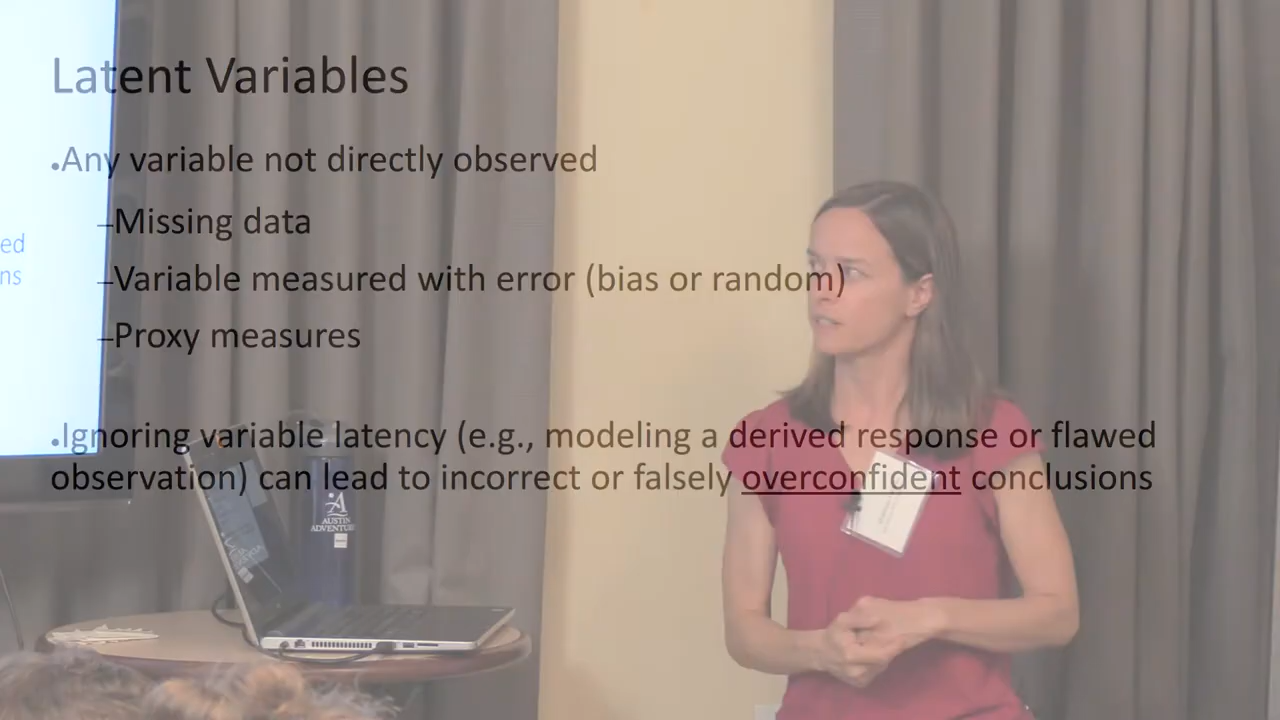 Latent Variables
•Any variable not directly observed
–Missing data
–Variable measured with error (bias or random)
–Proxy measures
•Ignoring variable latency (e.g., modeling a derived response or flawed
observation) can lead to incorrect or falsely overconfident conclusions
ed
ns
AUSTIN